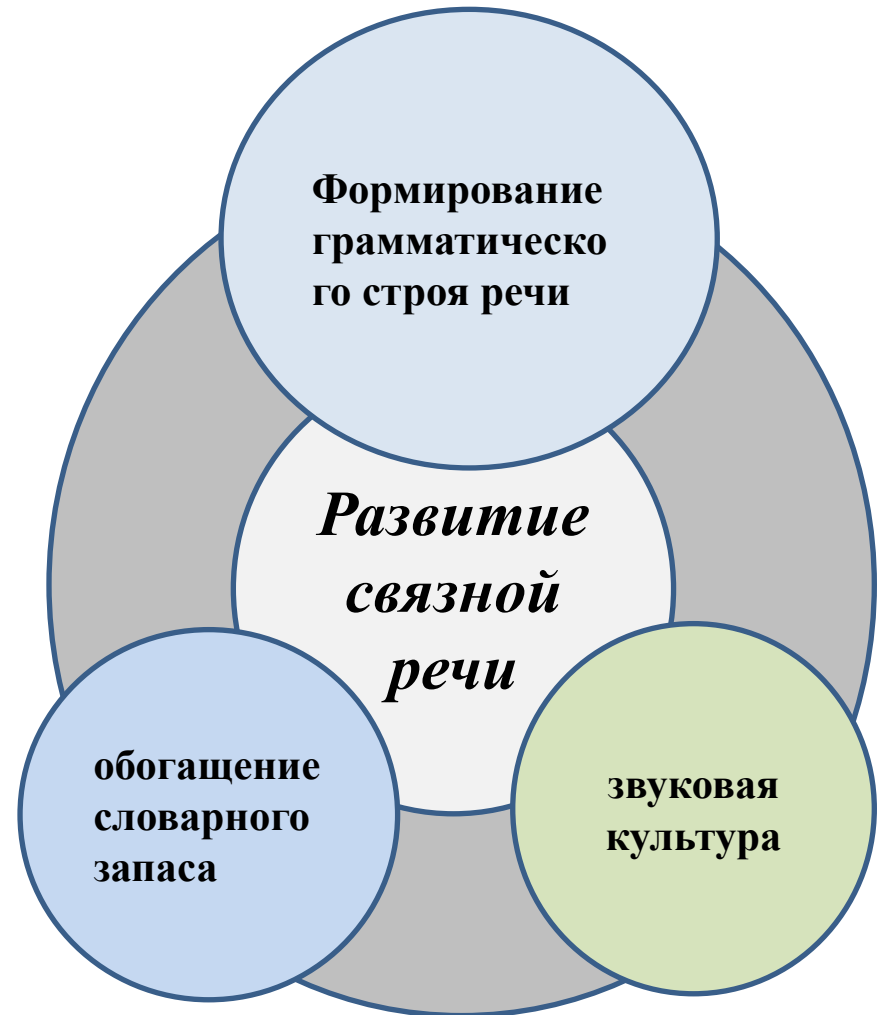 Формирование
грамматическо
го строя речи
Развитие
связной
речи
обогащение
словарного
запаса
звуковая
культура